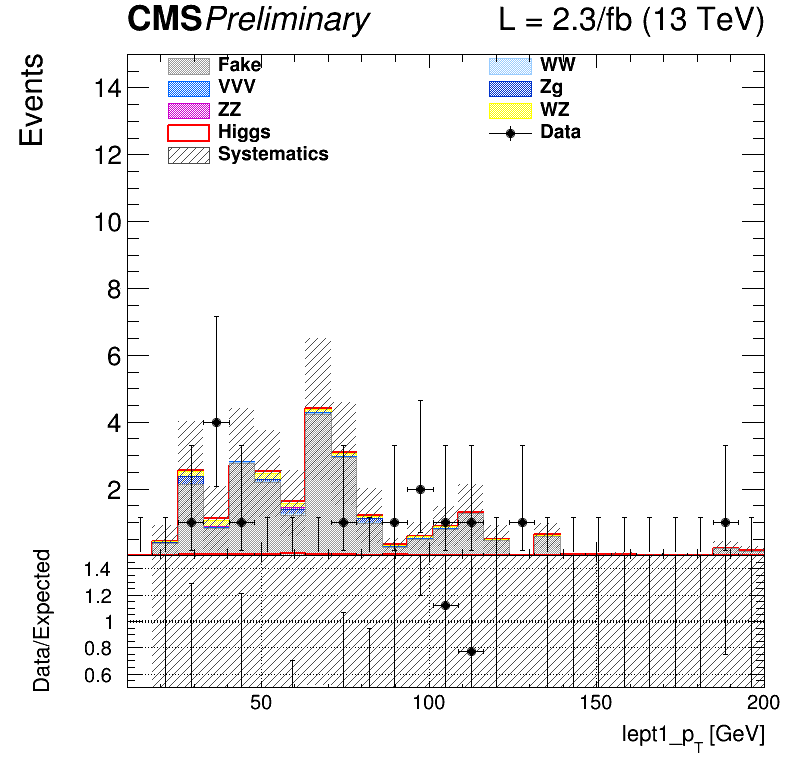 CMS Preliminary L = 2.3/fb (13 TeV)
Events
14
12
10
8
6
4
2
Fake WW
VVV Zg
ZZ WZ
Higgs Data
Systematics
Data/Expected
1.4
1.2
1
0.8
0.6
50 100 150 200
lept1_p_T [GeV]